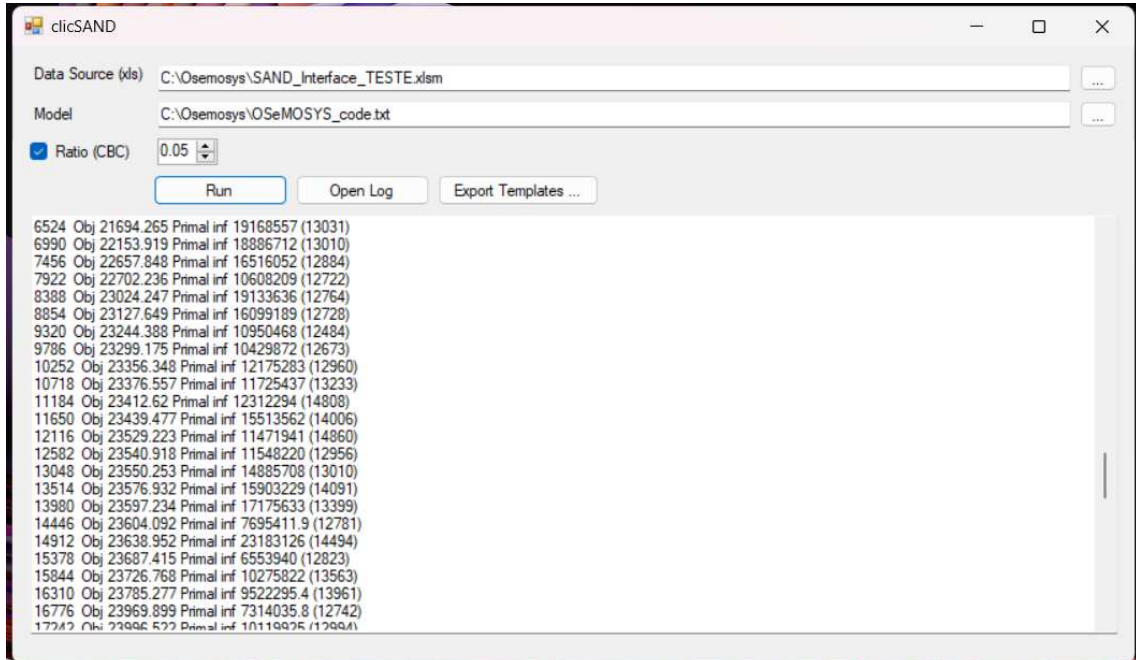 clicSAND
Data Source (xls) C:\Osemosys\SAND_Interface_TESTE.xlsm ...
Model C:\Osemosys\OSeMOSYS_code.txt ...
Ratio (CBC) 0.05
Run Open Log Export Templates ...
6524 Obj 21694.265 Primal inf 19168557 (13031)
6990 Obj 22153.919 Primal inf 18886712 (13010)
7456 Obj 22657.848 Primal inf 16516052 (12884)
7922 Obj 22702.236 Primal inf 10608209 (12722)
8388 Obj 23024.247 Primal inf 19133636 (12764)
8854 Obj 23127.649 Primal inf 16099189 (12728)
9320 Obj 23244.388 Primal inf 10950468 (12484)
9786 Obj 23299.175 Primal inf 10429872 (12673)
10252 Obj 23356.348 Primal inf 12175283 (12960)
10718 Obj 23376.557 Primal inf 11725437 (13233)
11184 Obj 23412.62 Primal inf 12312294 (14808)
11650 Obj 23439.477 Primal inf 15513562 (14006)
12116 Obj 23529.223 Primal inf 11471941 (14860)
12582 Obj 23540.918 Primal inf 11548220 (12956)
13048 Obj 23550.253 Primal inf 14885708 (13010)
13514 Obj 23576.932 Primal inf 15903229 (14091)
13980 Obj 23597.234 Primal inf 17175633 (13399)
14446 Obj 23604.092 Primal inf 7695411.9 (12781)
14912 Obj 23638.952 Primal inf 23183126 (14494)
15378 Obj 23687.415 Primal inf 6553940 (12823)
15844 Obj 23726.768 Primal inf 10275822 (13563)
16310 Obj 23785.277 Primal inf 9522295.4 (13961)
16776 Obj 23969.899 Primal inf 7314035.8 (12742)
17242 Obj 23996.522 Primal inf 10119925 (12994)